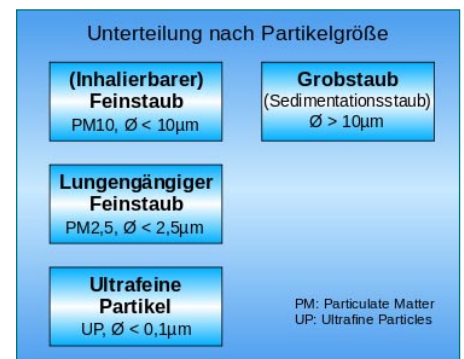 Unterteilung nach Partikelgröße
(Inhalierbarer)
Feinstaub
PM10, Ø < 10µm
Grobstaub
(Sedimentationsstaub)
Ø > 10µm
Lungengängiger
Feinstaub
PM2,5, Ø < 2,5µm
Ultrafeine
Partikel
UP, Ø < 0,1µm
PM: Particulate Matter
UP: Ultrafine Particles